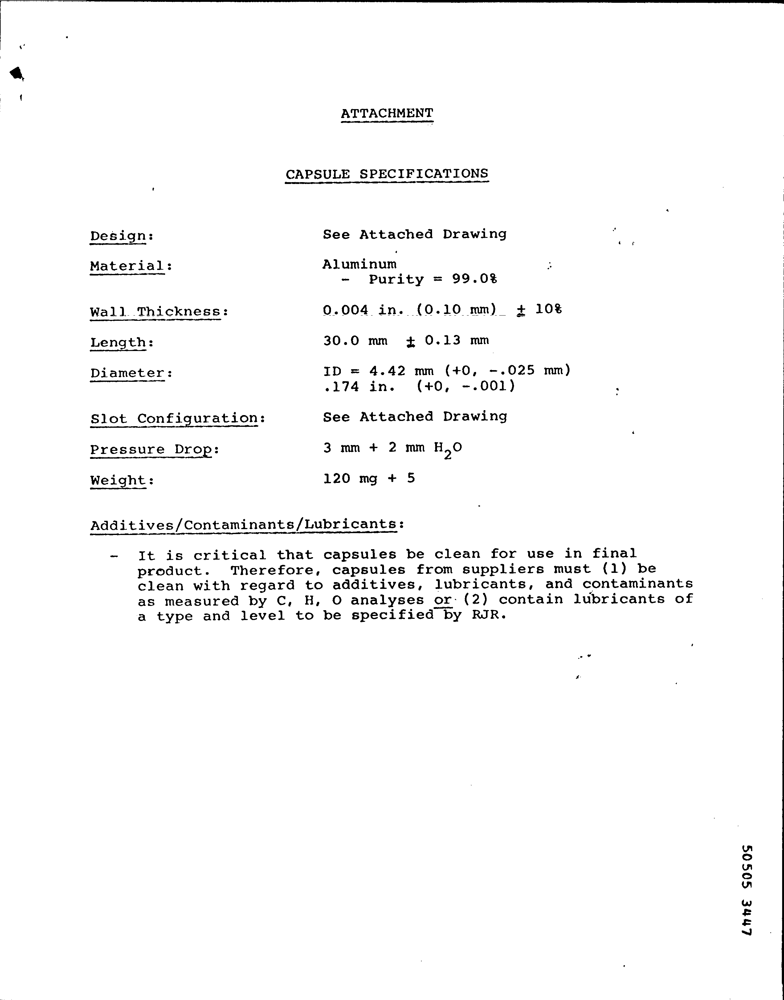 ATTACHMENT
CAPSULE SPECIFICATIONS
Design: See Attached Drawing
Material: Aluminum
- Purity = 99.0%
Wall Thickness: 0.004 in. (0.10 mm) ± 10%
Length: 30.0 mm ± 0.13 mm
Diameter: ID = 4.42 mm (+0, -.025 mm)
.174 in. (+0, -.001)
Slot Configuration: See Attached Drawing
Pressure Drop: 3 mm + 2 mm H₂O
Weight: 120 mg + 5
Additives/Contaminants/Lubricants:
- It is critical that capsules be clean for use in final
product. Therefore, capsules from suppliers must (1) be
clean with regard to additives, lubricants, and contaminants
as measured by C, H, O analyses or (2) contain lubricants of
a type and level to be specified by RJR.
50505 3447